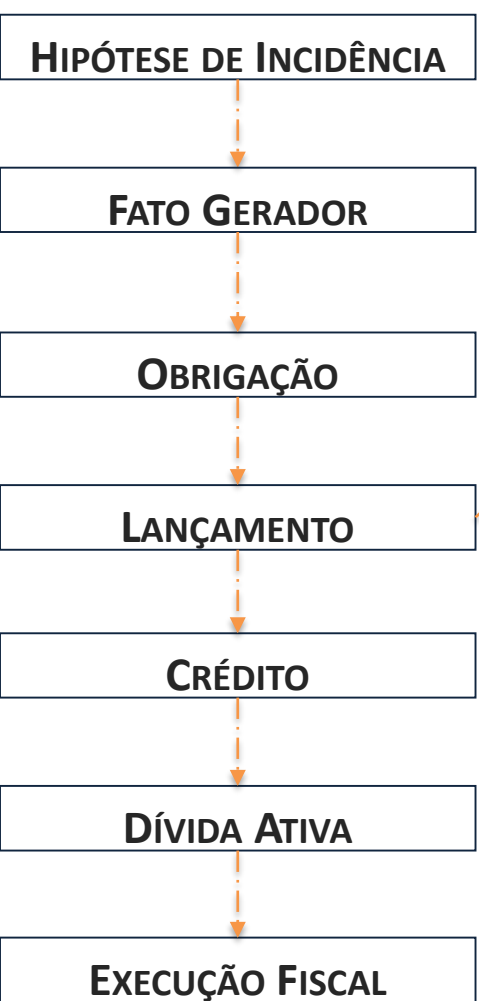 HIPÓTESE DE INCIDÊNCIA
FATO GERADOR
OBRIGAÇÃO
LANÇAMENTO
CRÉDITO
DÍVIDA ATIVA
EXECUÇÃO FISCAL